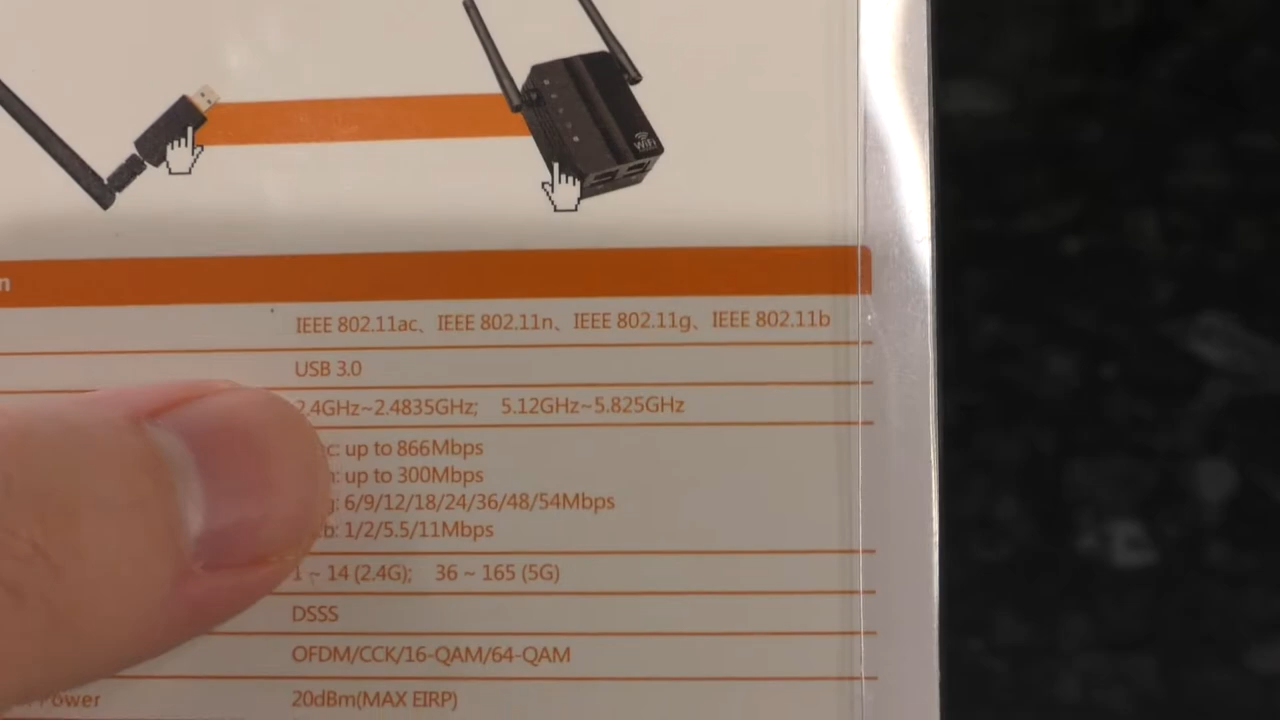 WiFi
n
IEEE 802.11ac、IEEE 802.11n、IEEE 802.11g、IEEE 802.11b
USB 3.0
2.4GHz~2.4835GHz; 5.12GHz~5.825GHz
c: up to 866Mbps
n: up to 300Mbps
g: 6/9/12/18/24/36/48/54Mbps
b: 1/2/5.5/11Mbps
1 ~ 14 (2.4G); 36 ~ 165 (5G)
DSSS
OFDM/CCK/16-QAM/64-QAM
Power 20dBm(MAX EIRP)